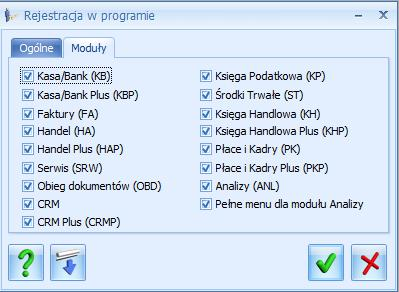 Rejestracja w programie
Ogólne Moduły
Kasa/Bank (KB)
Kasa/Bank Plus (KBP)
Faktury (FA)
Handel (HA)
Handel Plus (HAP)
Serwis (SRW)
Obieg dokumentów (OBD)
CRM
CRM Plus (CRMP)
Księga Podatkowa (KP)
Środki Trwałe (ST)
Księga Handlowa (KH)
Księga Handlowa Plus (KHP)
Płace i Kadry (PK)
Płace i Kadry Plus (PKP)
Analizy (ANL)
Pełne menu dla modułu Analizy